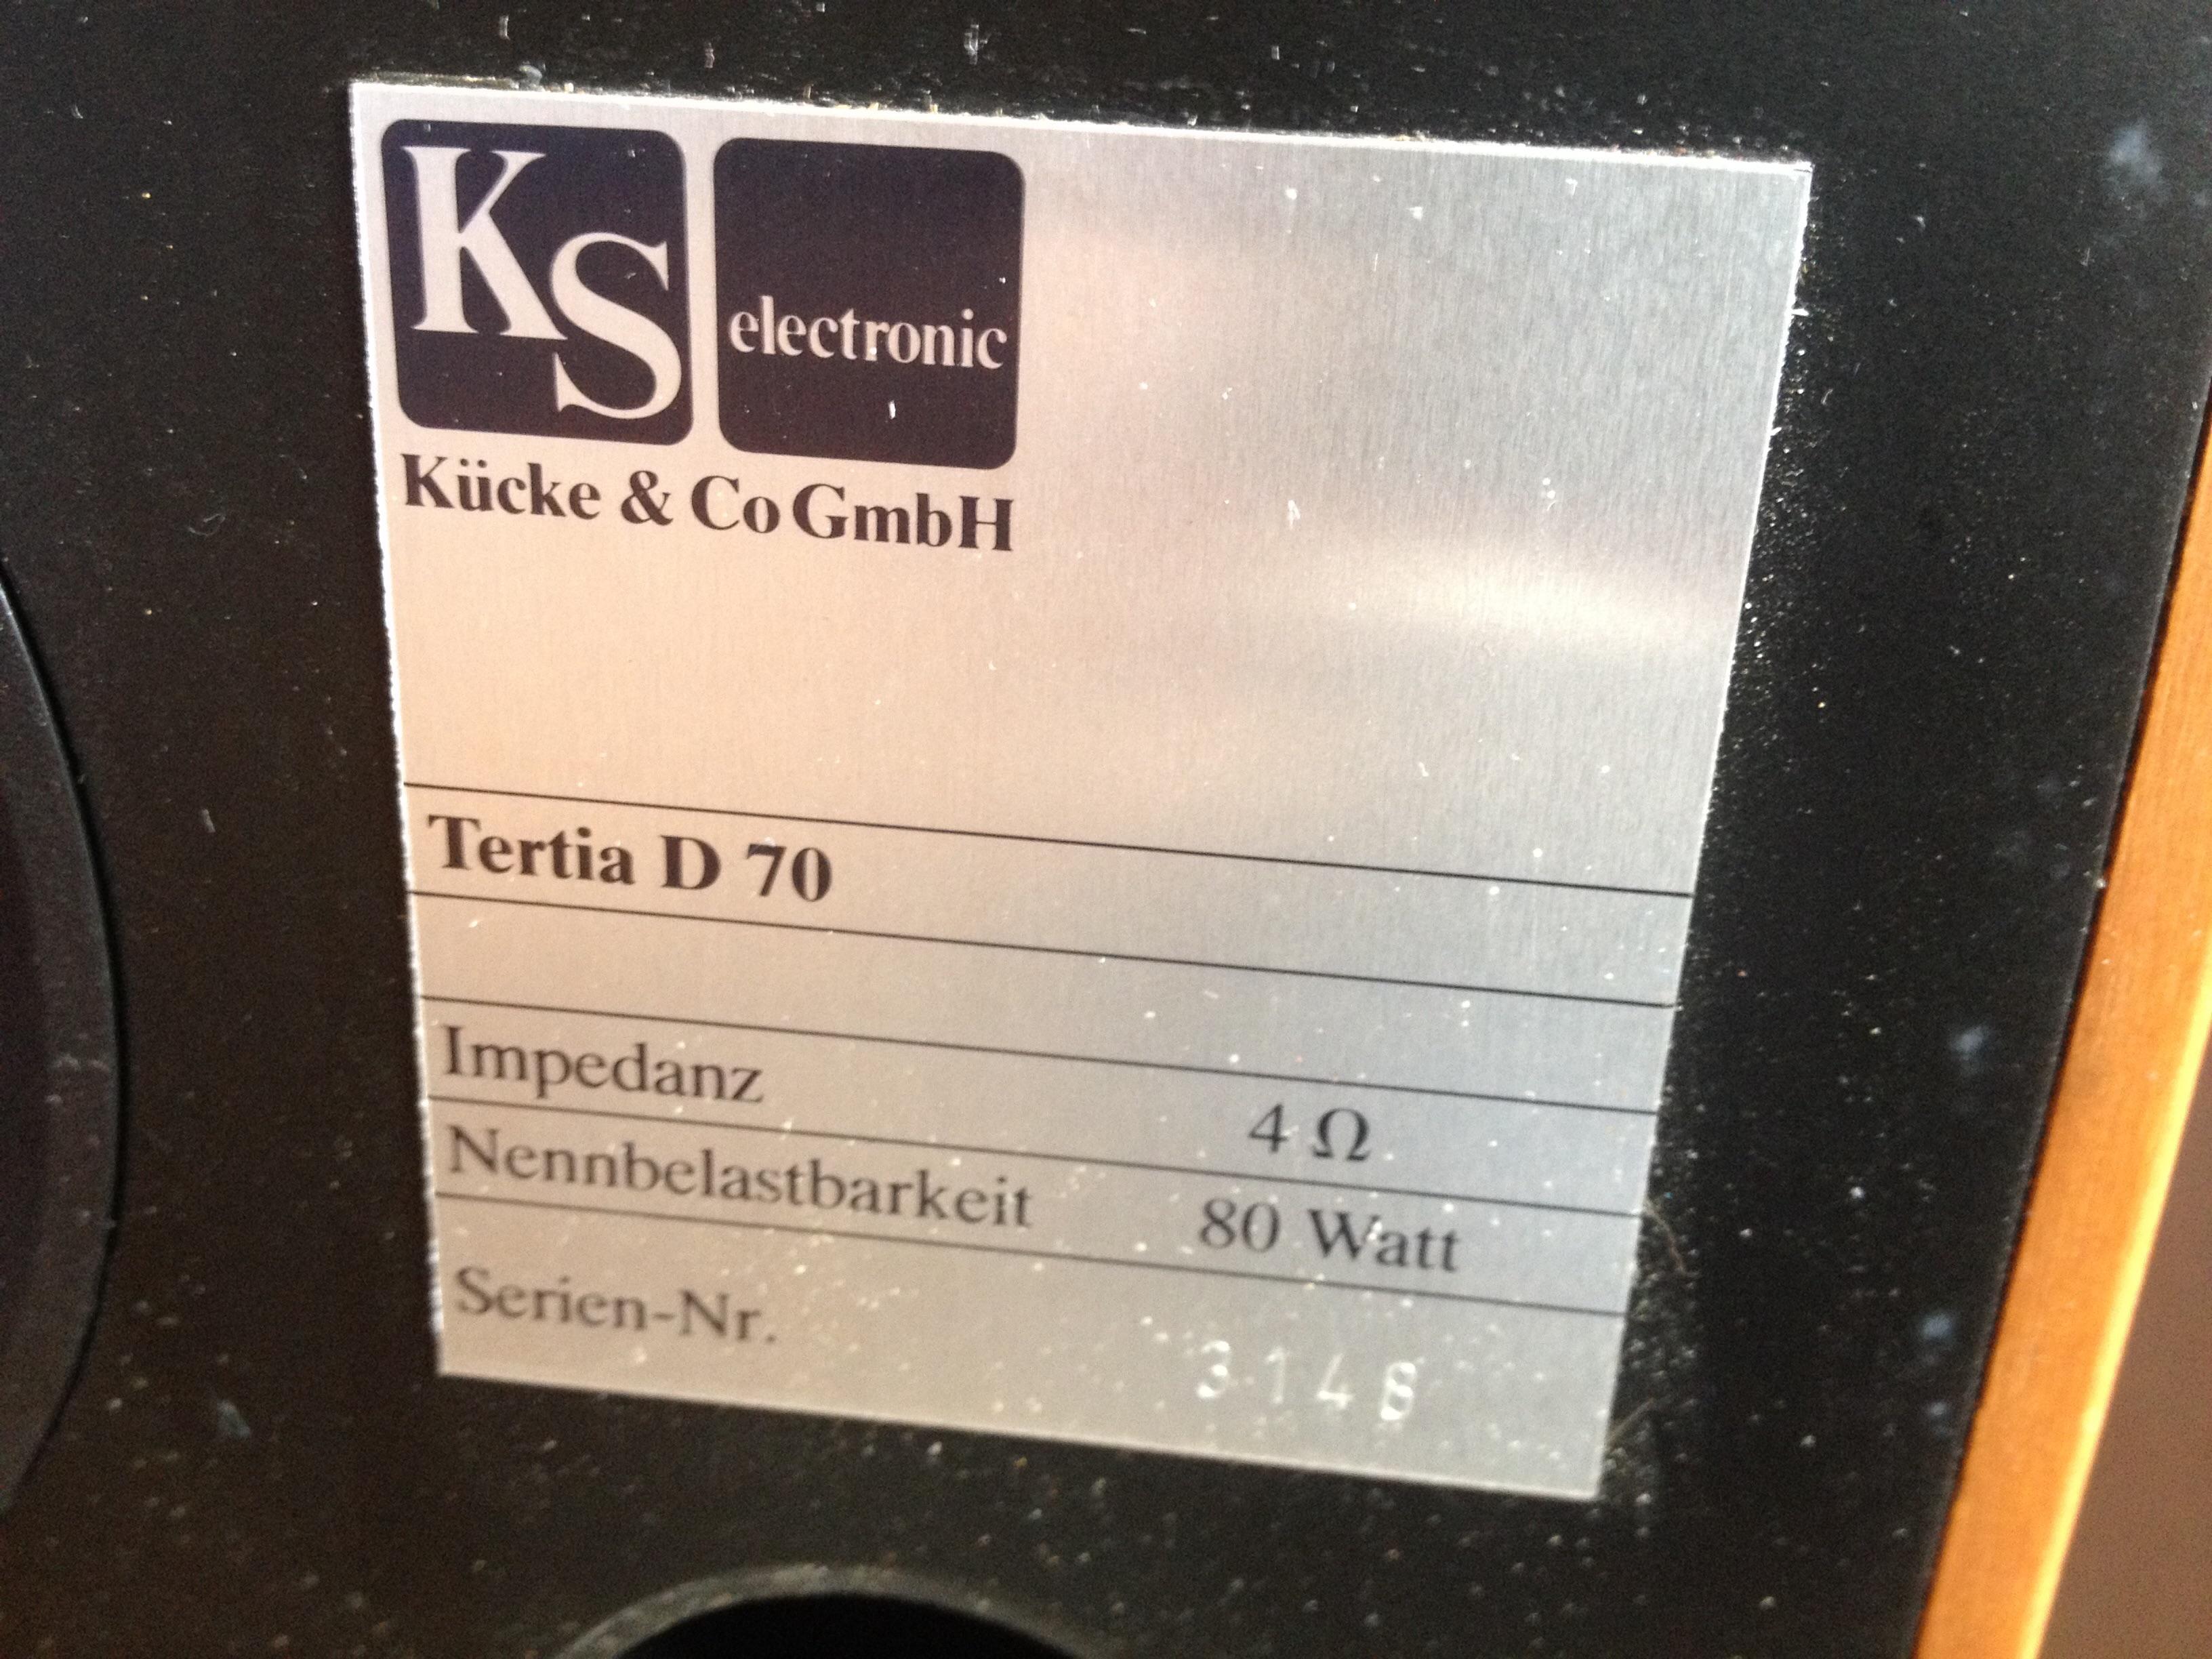 KS electronic
Kücke & Co GmbH
Tertia D 70
Impedanz 4 Ω
Nennbelastbarkeit 80 Watt
Serien-Nr. 3148